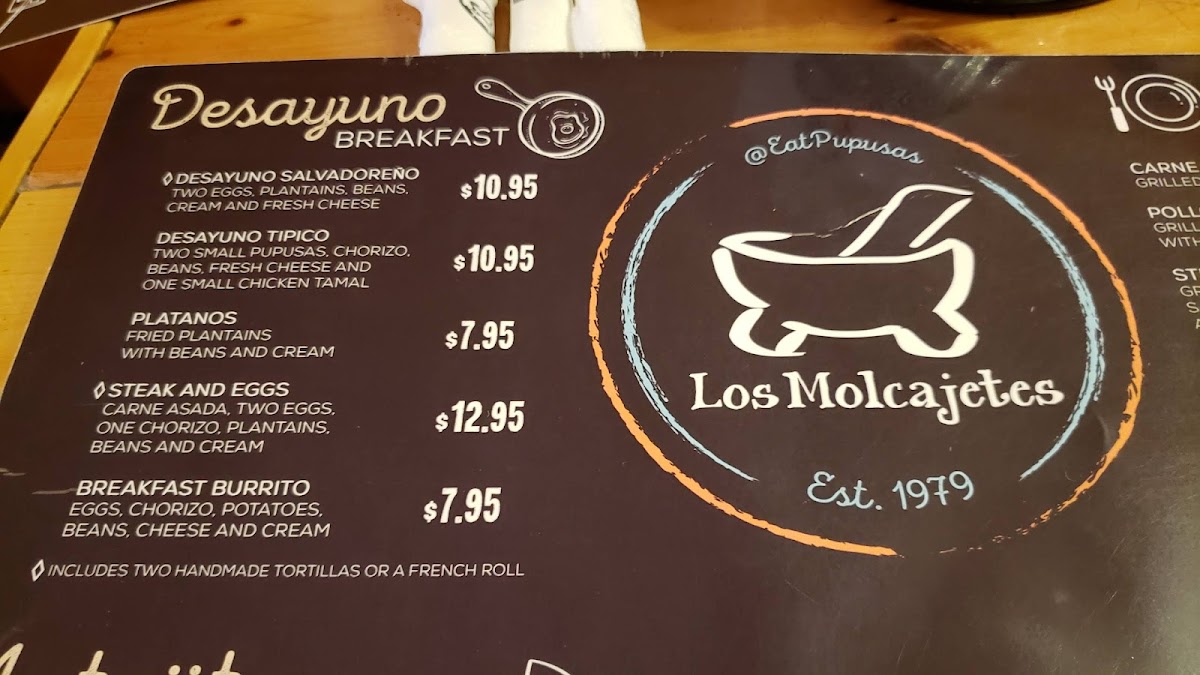 Desayuno
BREAKFAST
◊ DESAYUNO SALVADOREÑO
TWO EGGS, PLANTAINS, BEANS,
CREAM AND FRESH CHEESE
$10.95
DESAYUNO TIPICO
TWO SMALL PUPUSAS, CHORIZO,
BEANS, FRESH CHEESE AND
ONE SMALL CHICKEN TAMAL
$10.95
PLATANOS
FRIED PLANTAINS
WITH BEANS AND CREAM
$7.95
◊ STEAK AND EGGS
CARNE ASADA, TWO EGGS,
ONE CHORIZO, PLANTAINS,
BEANS AND CREAM
$12.95
BREAKFAST BURRITO
EGGS, CHORIZO, POTATOES,
BEANS, CHEESE AND CREAM
$7.95
◊ INCLUDES TWO HANDMADE TORTILLAS OR A FRENCH ROLL
@EatPupusas
Los Molcajetes
Est. 1979
CARNE
GRILLED